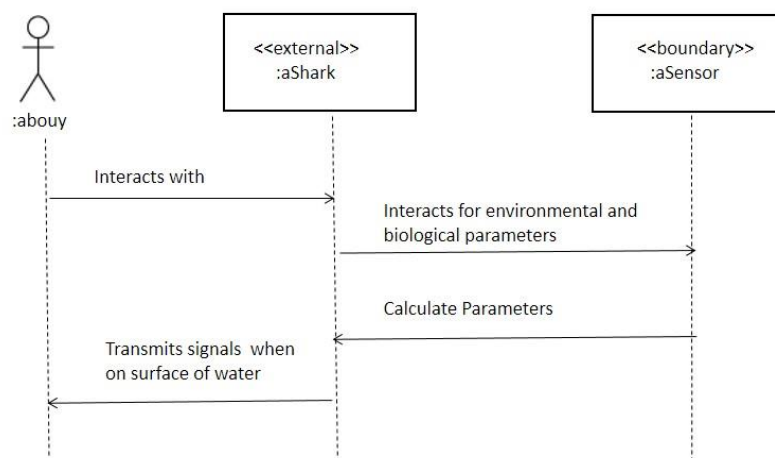 <<external>>
:aShark
<<boundary>>
:aSensor
:abouy
Interacts with
Interacts for environmental and
biological parameters
Calculate Parameters
Transmits signals when
on surface of water